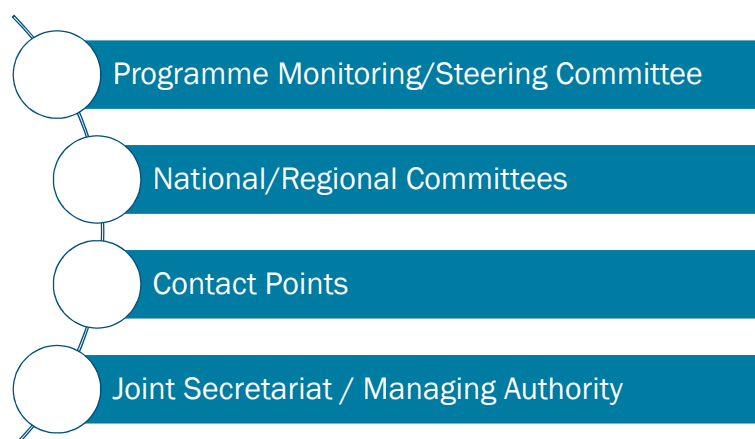 Programme Monitoring/Steering Committee
National/Regional Committees
Contact Points
Joint Secretariat / Managing Authority